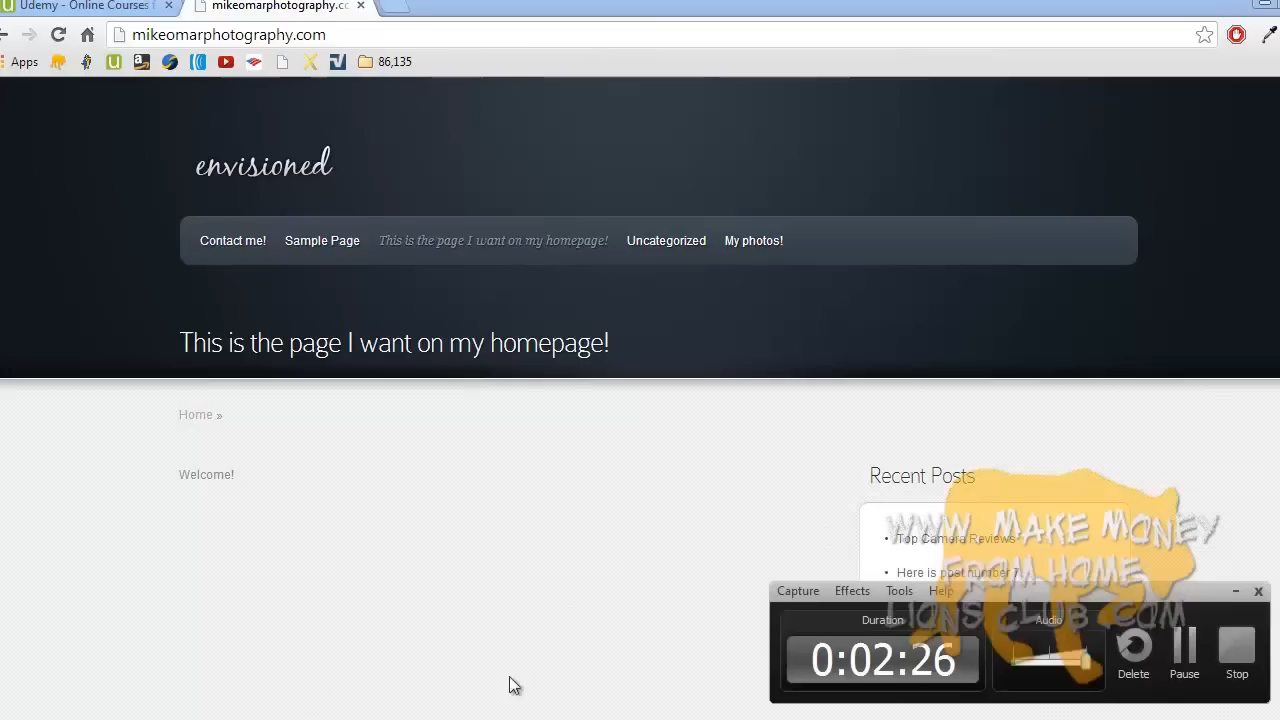 Udemy - Online Courses
mikeomarphotography.cc
mikeomarphotography.com
Apps
86,135
envisioned
Contact me! Sample Page This is the page I want on my homepage! Uncategorized My photos!
This is the page I want on my homepage!
Home »
Welcome!
Recent Posts
• Top Camera Reviews
• Here is post number 7
WWW. MAKE MONEY
FROM HOME
LIONS CLUB .COM
Capture Effects Tools Help
Duration Audio
0:02:26
Delete Pause Stop